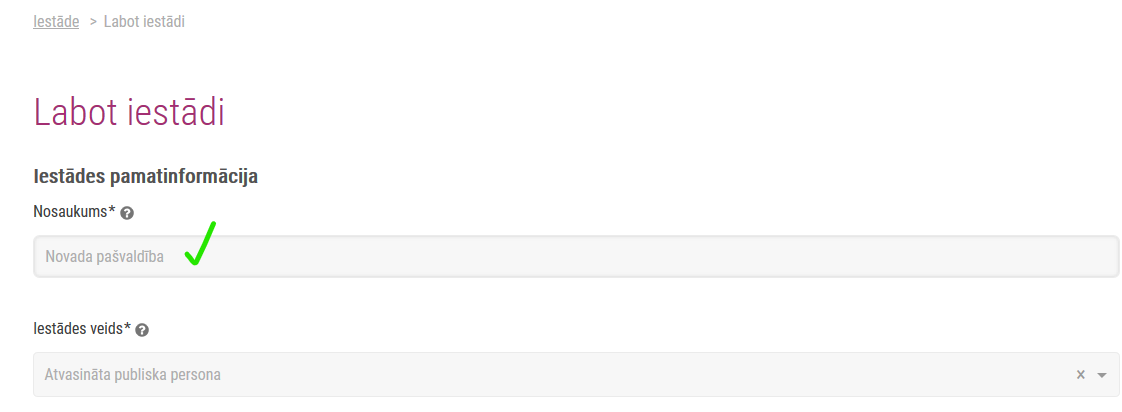 Iestāde > Labot iestādi
Labot iestādi
Iestādes pamatinformācija
Nosaukums* ?
Novada pašvaldība
Iestādes veids* ?
Atvasināta publiska persona